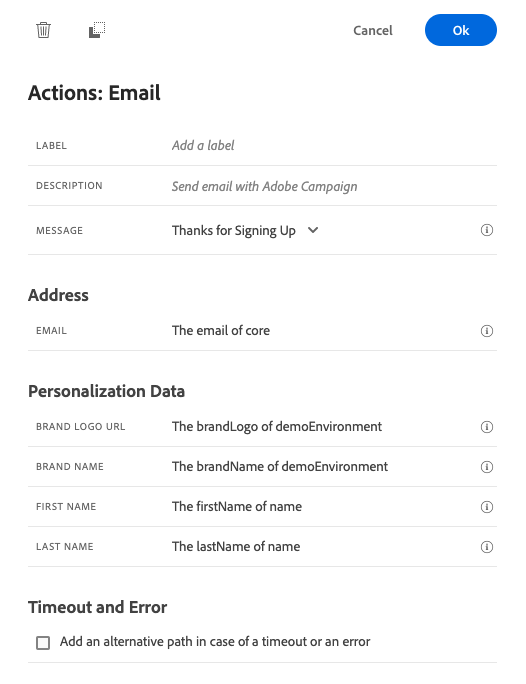 Cancel Ok
Actions: Email
LABEL Add a label
DESCRIPTION Send email with Adobe Campaign
MESSAGE Thanks for Signing Up
Address
EMAIL The email of core
Personalization Data
BRAND LOGO URL The brandLogo of demoEnvironment
BRAND NAME The brandName of demoEnvironment
FIRST NAME The firstName of name
LAST NAME The lastName of name
Timeout and Error
Add an alternative path in case of a timeout or an error